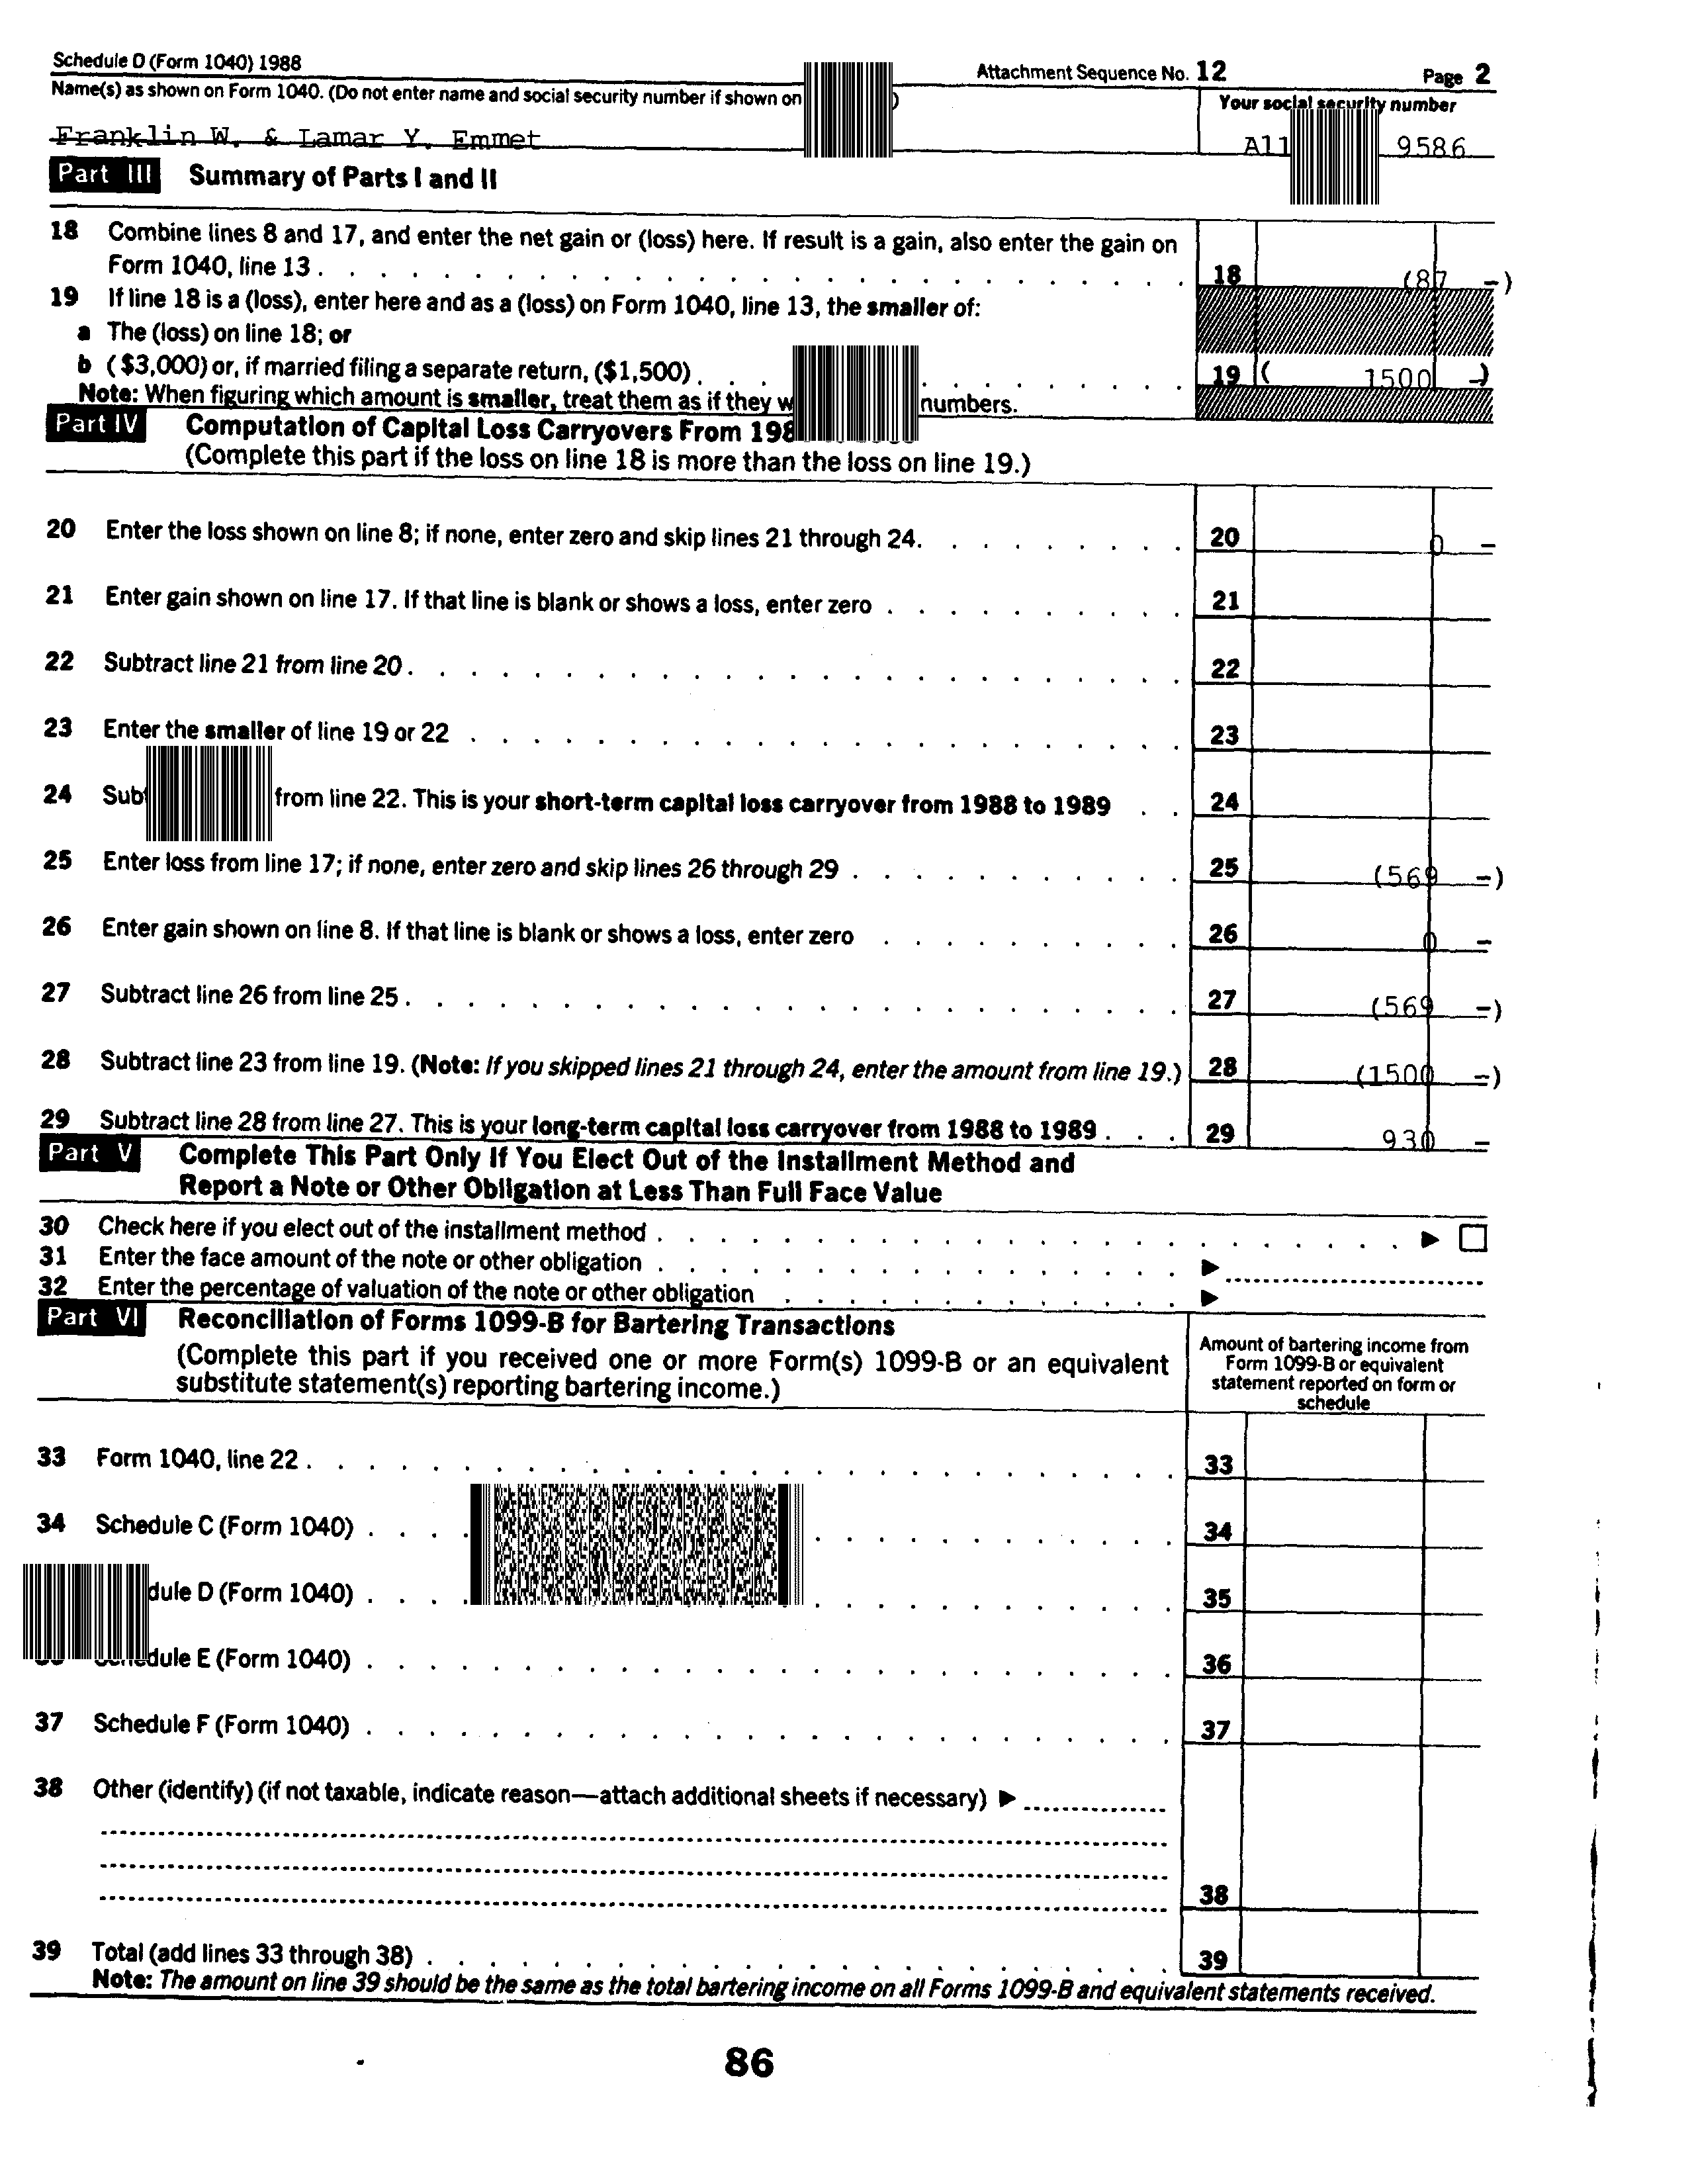 Schedule D (Form 1040) 1988 Attachment Sequence No. 12 Page 2
Name(s) as shown on Form 1040. (Do not enter name and social security number if shown on ) Your social security number
Franklin W. & Lamar Y. Emmet 9586
Part III Summary of Parts I and II
18 Combine lines 8 and 17, and enter the net gain or (loss) here. If result is a gain, also enter the gain on
Form 1040, line 13 . . . 18 (87 -)
19 If line 18 is a (loss), enter here and as a (loss) on Form 1040, line 13, the smaller of:
a The (loss) on line 18; or
b ($3,000) or, if married filing a separate return, ($1,500) . . . 19 ( 1500 -)
Note: When figuring which amount is smaller, treat them as if they numbers.
Part IV Computation of Capital Loss Carryovers From
(Complete this part if the loss on line 18 is more than the loss on line 19.)
20 Enter the loss shown on line 8; if none, enter zero and skip lines 21 through 24. . . . 20 0 -
21 Enter gain shown on line 17. If that line is blank or shows a loss, enter zero . . . 21
22 Subtract line 21 from line 20 . . . 22
23 Enter the smaller of line 19 or 22 . . . 23
24 from line 22. This is your short-term capital loss carryover from 1988 to 1989 . . 24
25 Enter loss from line 17; if none, enter zero and skip lines 26 through 29 . . . 25 (569 -)
26 Enter gain shown on line 8. If that line is blank or shows a loss, enter zero . . . 26 0 -
27 Subtract line 26 from line 25 . . . 27 (569 -)
28 Subtract line 23 from line 19. (Note: If you skipped lines 21 through 24, enter the amount from line 19.) 28 (1500 -)
29 Subtract line 28 from line 27. This is your long-term capital loss carryover from 1988 to 1989 . . . 29 930 -
Part V Complete This Part Only If You Elect Out of the Installment Method and
Report a Note or Other Obligation at Less Than Full Face Value
30 Check here if you elect out of the installment method . . . ▶ ☐
31 Enter the face amount of the note or other obligation . . . ▶
32 Enter the percentage of valuation of the note or other obligation . . . ▶
Part VI Reconciliation of Forms 1099-B for Bartering Transactions
(Complete this part if you received one or more Form(s) 1099-B or an equivalent
substitute statement(s) reporting bartering income.)
Amount of bartering income from
Form 1099-B or equivalent
statement reported on form or
schedule
33 Form 1040, line 22 . . . 33
34 Schedule C (Form 1040) . . . 34
D (Form 1040) . . . 35
E (Form 1040) . . . 36
37 Schedule F (Form 1040) . . . 37
38 Other (identify) (if not taxable, indicate reason—attach additional sheets if necessary) ▶
38
39 Total (add lines 33 through 38) . . . 39
Note: The amount on line 39 should be the same as the total bartering income on all Forms 1099-B and equivalent statements received.
86